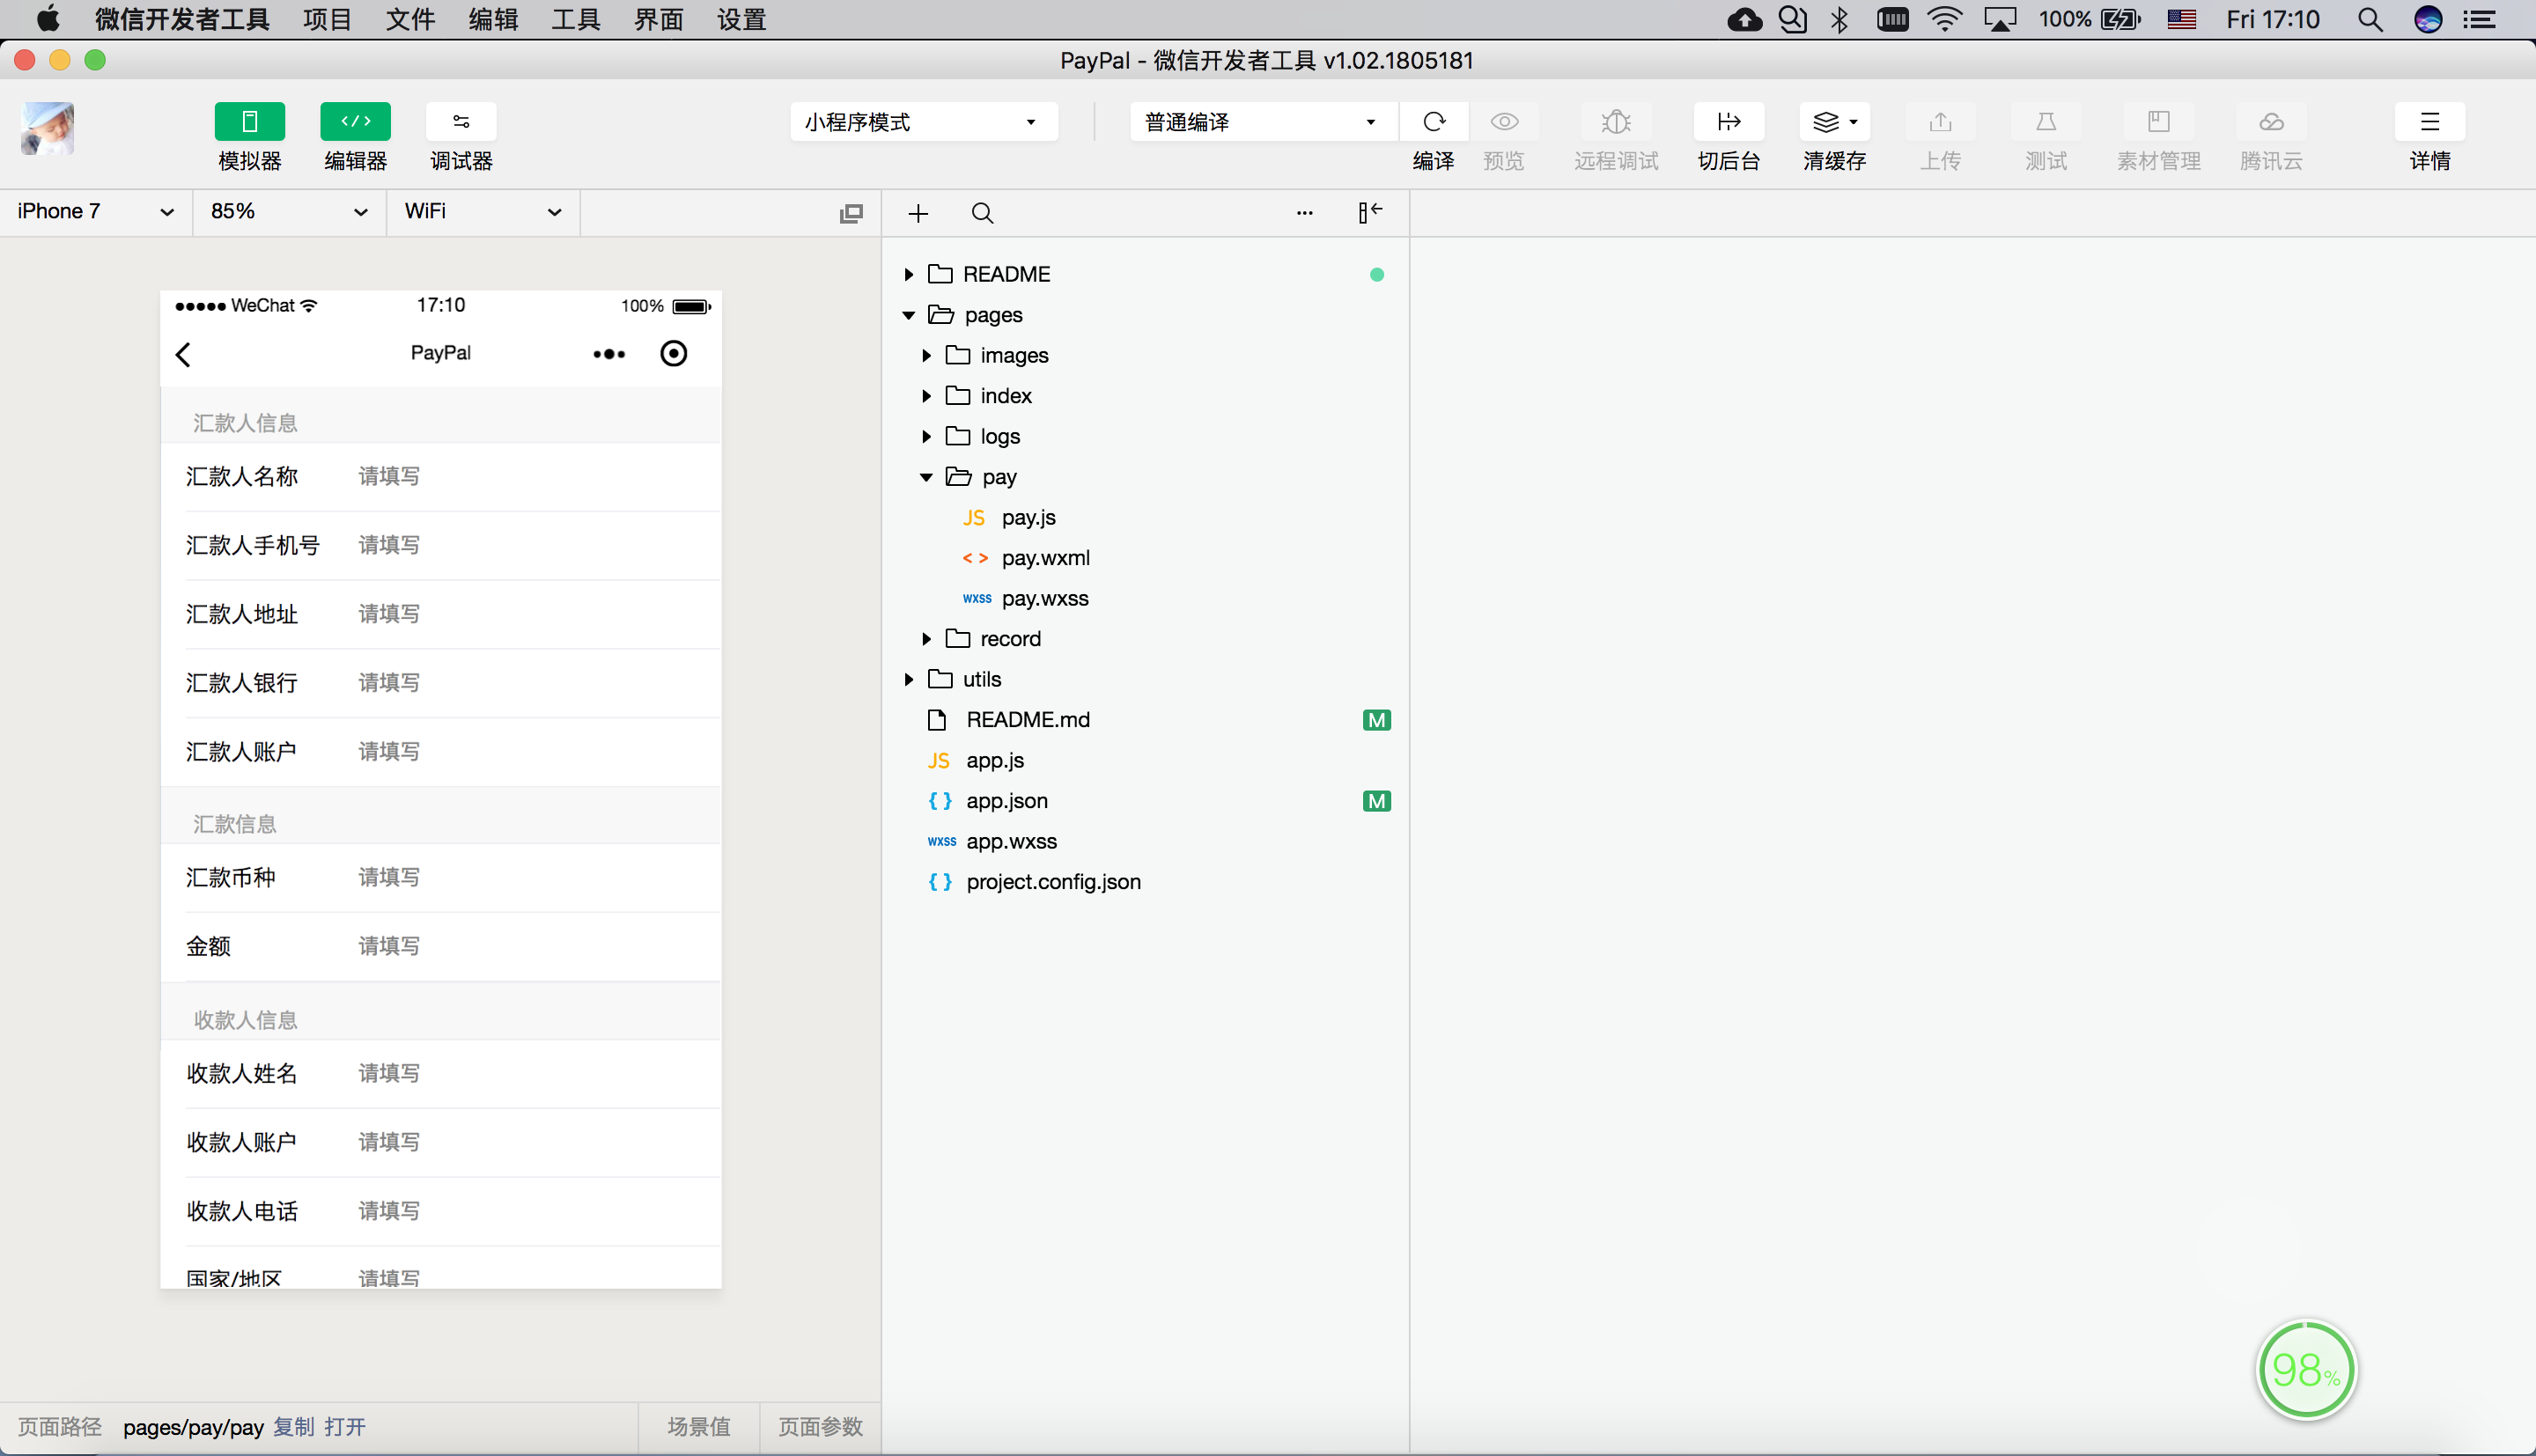 微信开发者工具 项目 文件 编辑 工具 界面 设置 100% Fri 17:10
PayPal - 微信开发者工具 v1.02.1805181
模拟器 编辑器 调试器 小程序模式 普通编译 编译 预览 远程调试 切后台 清缓存 上传 测试 素材管理 腾讯云 详情
iPhone 7 85% WiFi
WeChat 17:10 100%
PayPal
汇款人信息
汇款人名称 请填写
汇款人手机号 请填写
汇款人地址 请填写
汇款人银行 请填写
汇款人账户 请填写
汇款信息
汇款币种 请填写
金额 请填写
收款人信息
收款人姓名 请填写
收款人账户 请填写
收款人电话 请填写
国家/地区 请填写
页面路径 pages/pay/pay 复制 打开 场景值 页面参数
README
pages
images
index
logs
pay
JS pay.js
< > pay.wxml
wxss pay.wxss
record
utils
README.md M
JS app.js
{ } app.json M
wxss app.wxss
{ } project.config.json
98%